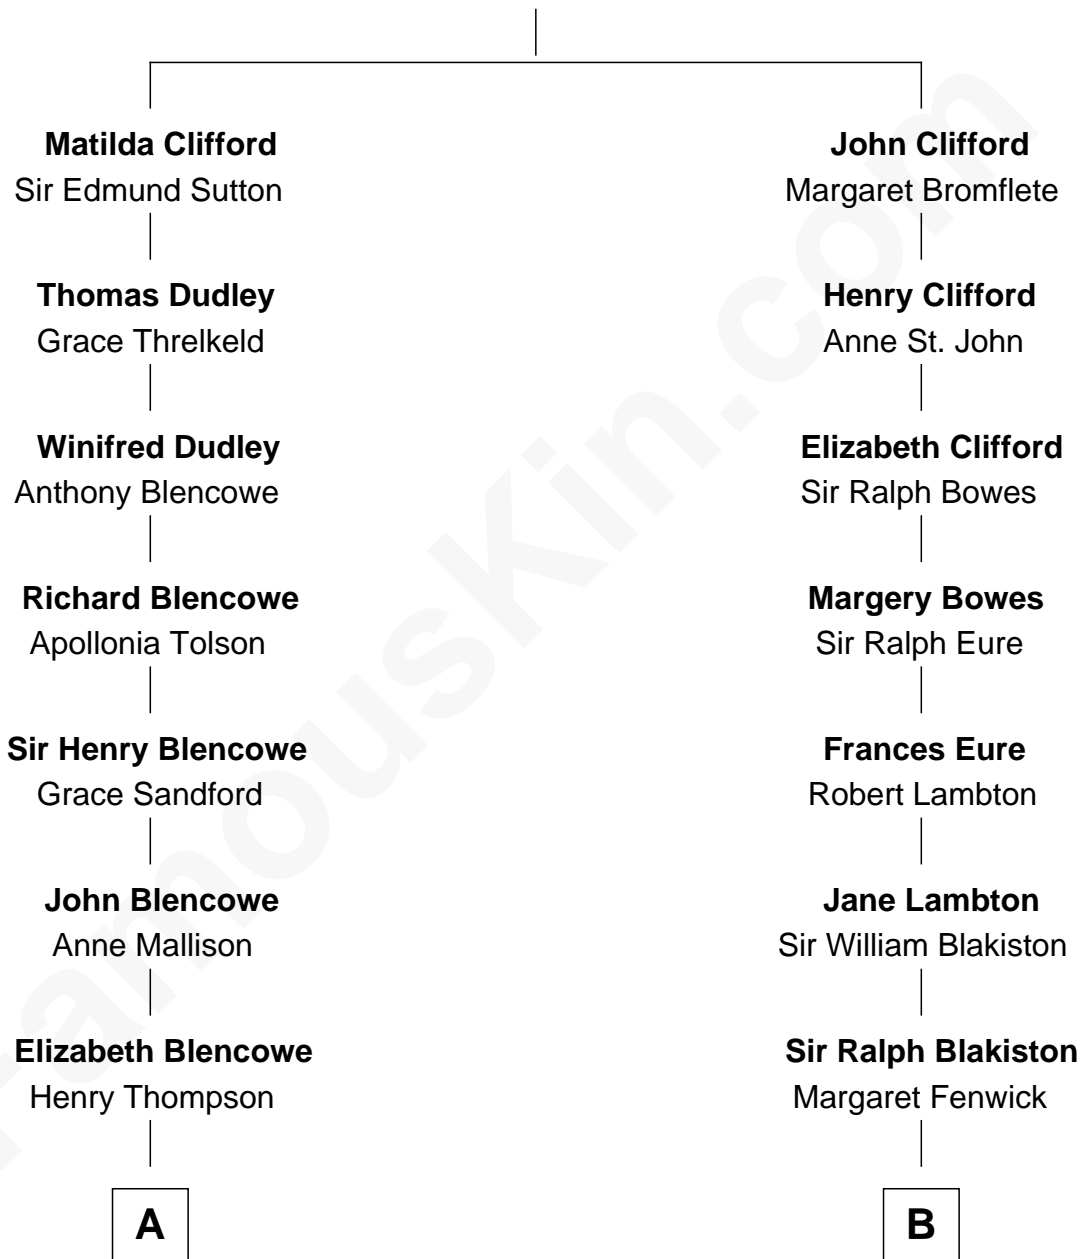 Matilda Clifford
Sir Edmund Sutton
Thomas Dudley
Grace Threlkeld
Winifred Dudley
Anthony Blencowe
Richard Blencowe
Apollonia Tolson
Sir Henry Blencowe
Grace Sandford
John Blencowe
Anne Mallison
Elizabeth Blencowe
Henry Thompson
A
John Clifford
Margaret Bromflete
Henry Clifford
Anne St. John
Elizabeth Clifford
Sir Ralph Bowes
Margery Bowes
Sir Ralph Eure
Frances Eure
Robert Lambton
Jane Lambton
Sir William Blakiston
Sir Ralph Blakiston
Margaret Fenwick
B
FamousKin.com